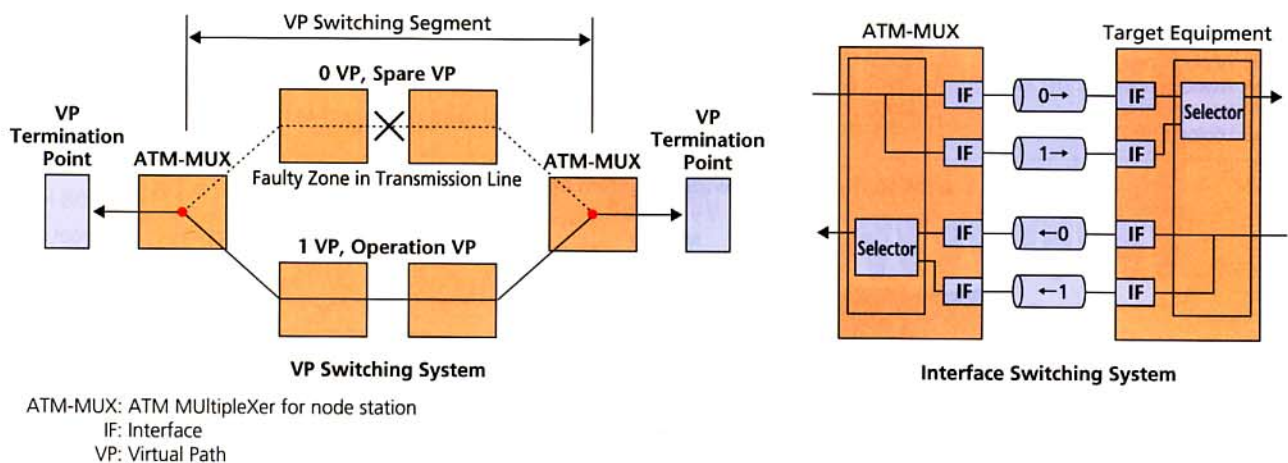 VP Switching Segment
0 VP, Spare VP
VP
Termination
Point
ATM-MUX
Faulty Zone in Transmission Line
ATM-MUX
VP
Termination
Point
1 VP, Operation VP
VP Switching System
ATM-MUX: ATM MUltipleXer for node station
IF: Interface
VP: Virtual Path
ATM-MUX
Target Equipment
IF
0→
IF
Selector
IF
1→
IF
Selector
IF
←0
IF
IF
←1
IF
Interface Switching System